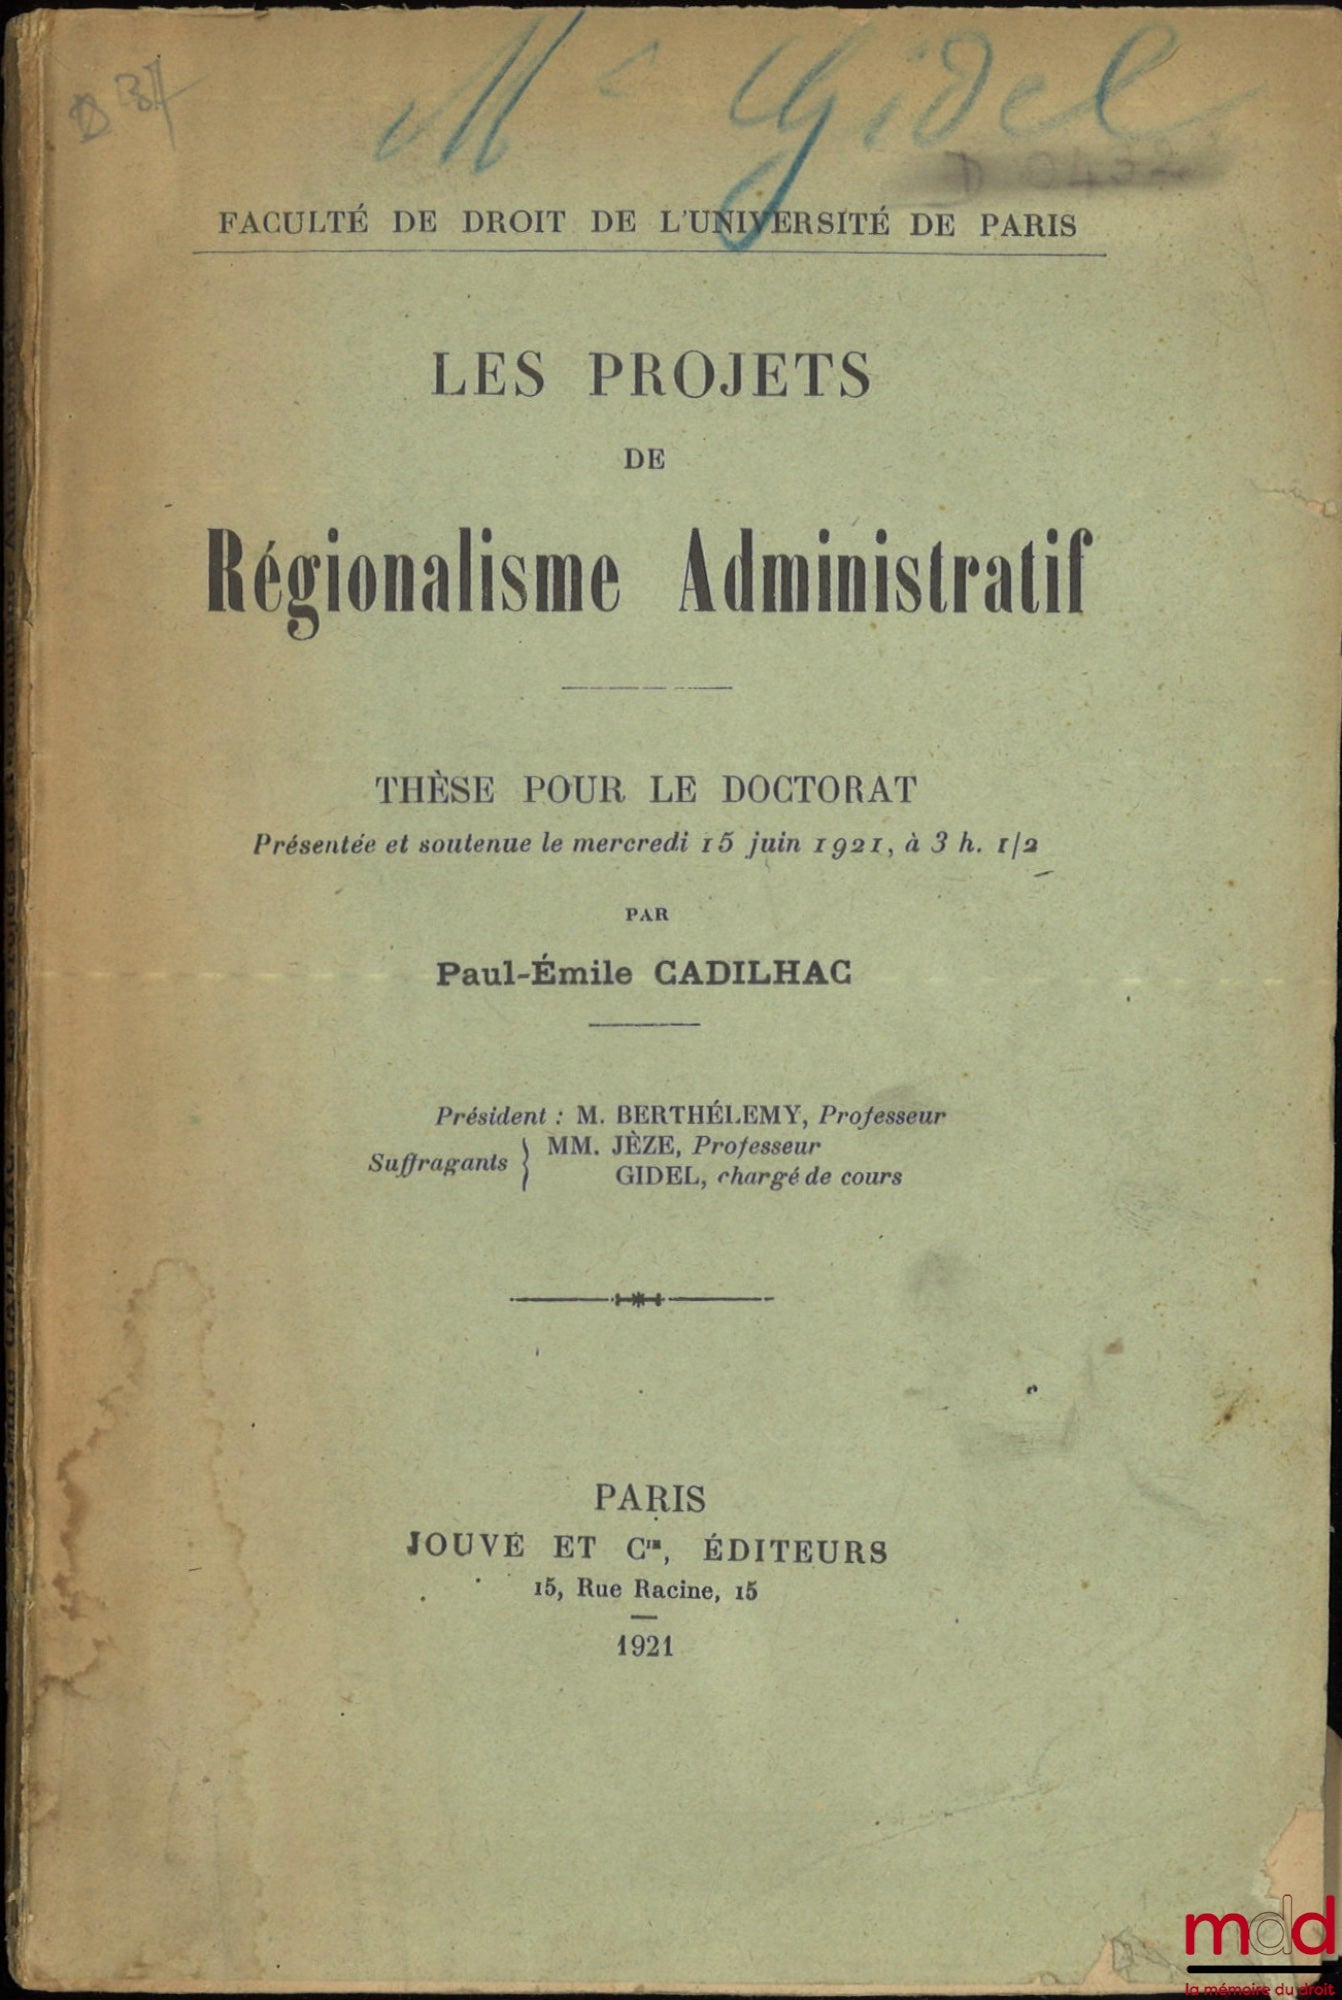 Mr Gidel
FACULTÉ DE DROIT DE L'UNIVERSITÉ DE PARIS
LES PROJETS
DE
Régionalisme Administratif
THÈSE POUR LE DOCTORAT
Présentée et soutenue le mercredi 15 juin 1921, à 3 h. 1/2
PAR
Paul-Émile CADILHAC
Président : M. BERTHÉLEMY, Professeur
Suffragants } MM. JÈZE, Professeur
GIDEL, chargé de cours
PARIS
JOUVE ET Cie, ÉDITEURS
15, Rue Racine, 15
1921
mdd
la mémoire du droit